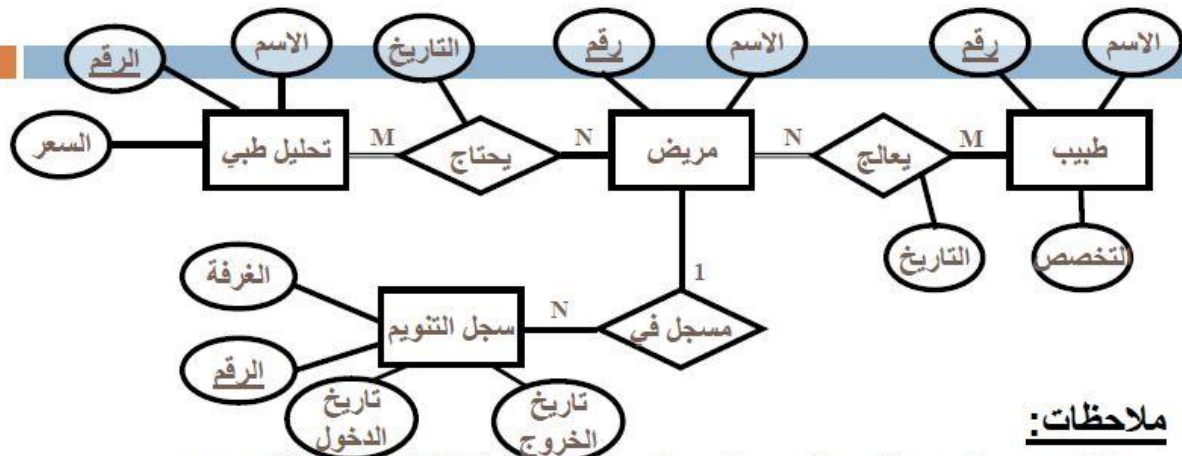 الاسم
رقم
الاسم
رقم
التاريخ
الاسم
الرقم
السعر
طبيب
M
يعالج
N
مريض
N
يحتاج
M
تحليل طبي
التخصص
التاريخ
1
مسجل في
N
سجل التنويم
الغرفة
الرقم
تاريخ الخروج
تاريخ الدخول
ملاحظات: